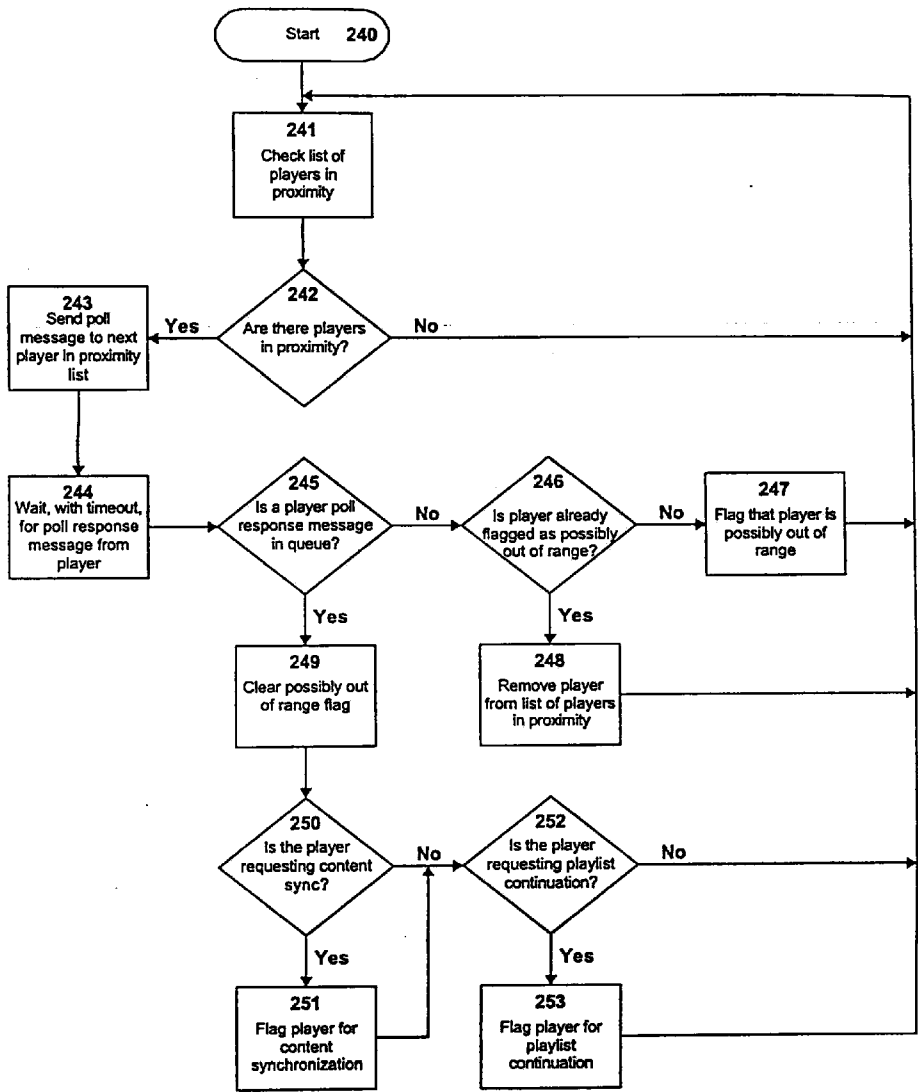 Start 240
241
Check list of
players in
proximity
242
Are there players
in proximity?
Yes
No
243
Send poll
message to next
player in proximity
list
244
Wait, with timeout,
for poll response
message from
player
245
Is a player poll
response message
in queue?
No
Yes
246
Is player already
flagged as possibly
out of range?
No
Yes
247
Flag that player is
possibly out of
range
249
Clear possibly out
of range flag
248
Remove player
from list of players
in proximity
250
Is the player
requesting content
sync?
No
Yes
252
Is the player
requesting playlist
continuation?
No
Yes
251
Flag player for
content
synchronization
253
Flag player for
playlist
continuation